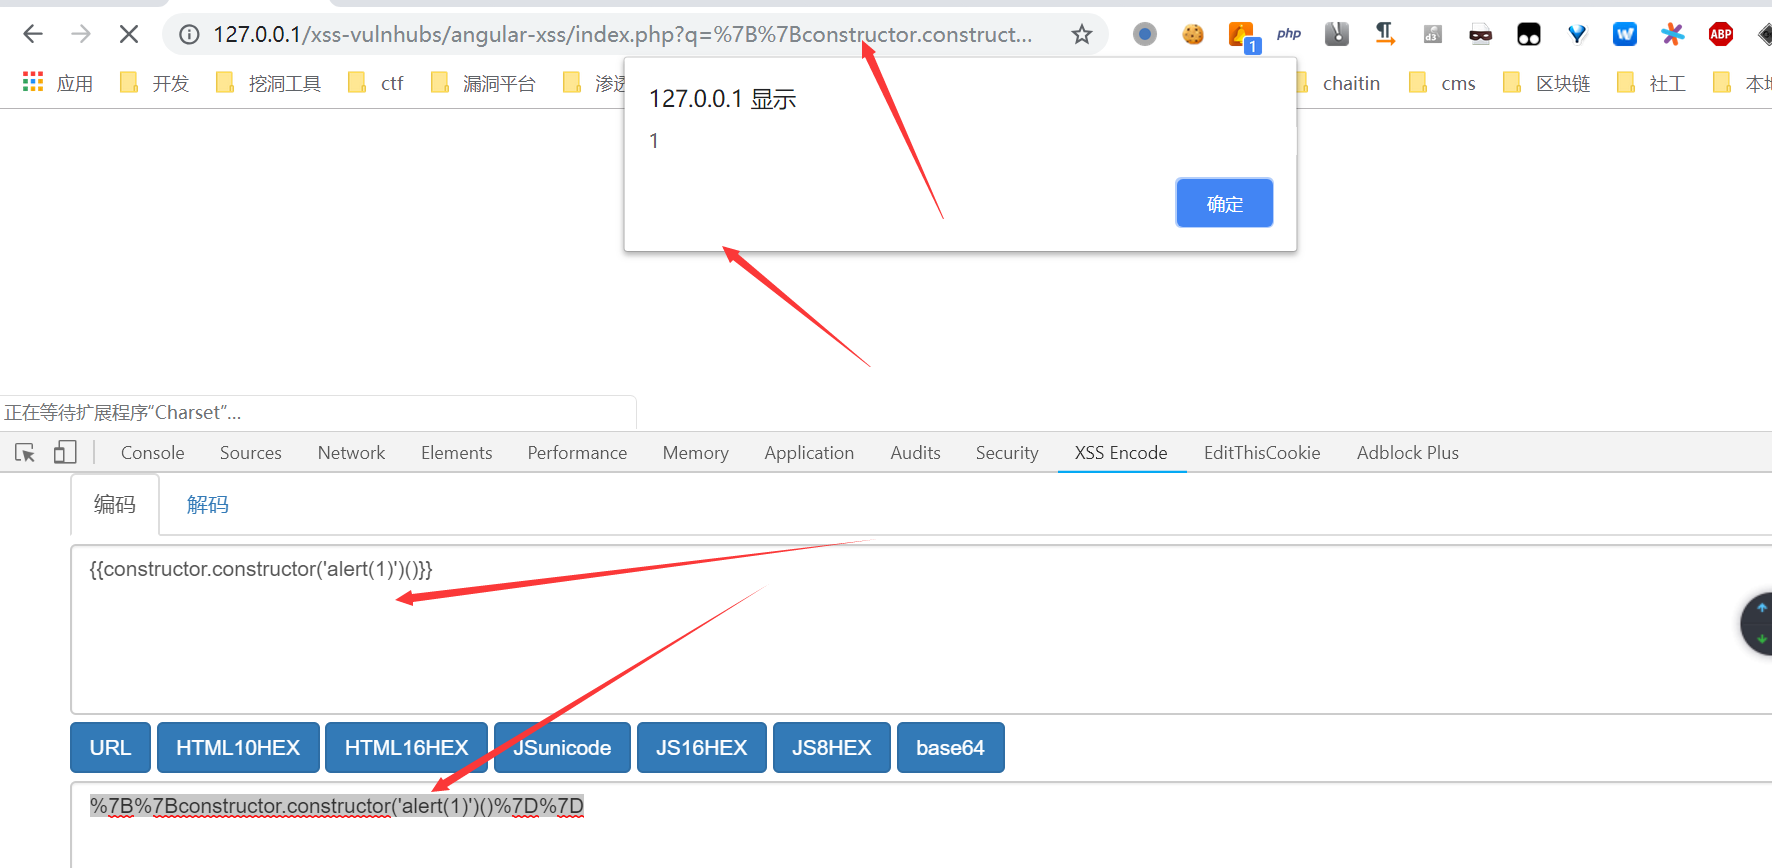 127.0.0.1/xss-vulnhubs/angular-xss/index.php?q=%7B%7Bconstructor.construct...
1
php
d3
ABP
应用 开发 挖洞工具 ctf 漏洞平台 渗透 chaitin cms 区块链 社工 本地
127.0.0.1 显示
1
确定
正在等待扩展程序“Charset”...
Console Sources Network Elements Performance Memory Application Audits Security XSS Encode EditThisCookie Adblock Plus
编码 解码
{{constructor.constructor('alert(1)')()}}
URL HTML10HEX HTML16HEX JSunicode JS16HEX JS8HEX base64
%7B%7Bconstructor.constructor('alert(1)')()%7D%7D